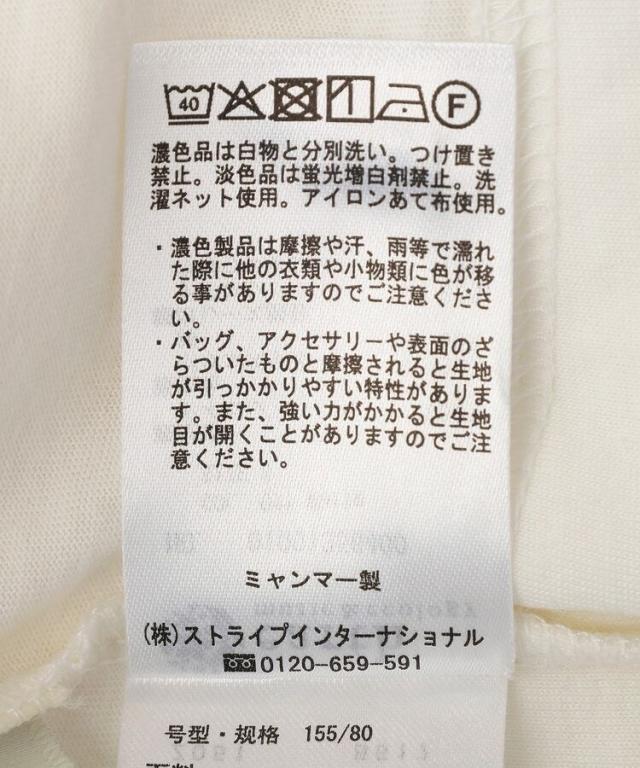 40 F
濃色品は白物と分別洗い。つけ置き
禁止。淡色品は蛍光増白剤禁止。洗
濯ネット使用。アイロンあて布使用。
・濃色製品は摩擦や汗、雨等で濡れ
た際に他の衣類や小物類に色が移
る事がありますのでご注意くださ
い。
・バッグ、アクセサリーや表面のざ
らついたものと摩擦されると生地
が引っかかりやすい特性がありま
す。また、強い力がかかると生地
目が開くことがありますのでご注
意ください。
ミャンマー製
(株)ストライプインターナショナル
0120-659-591
号型・规格 155/80